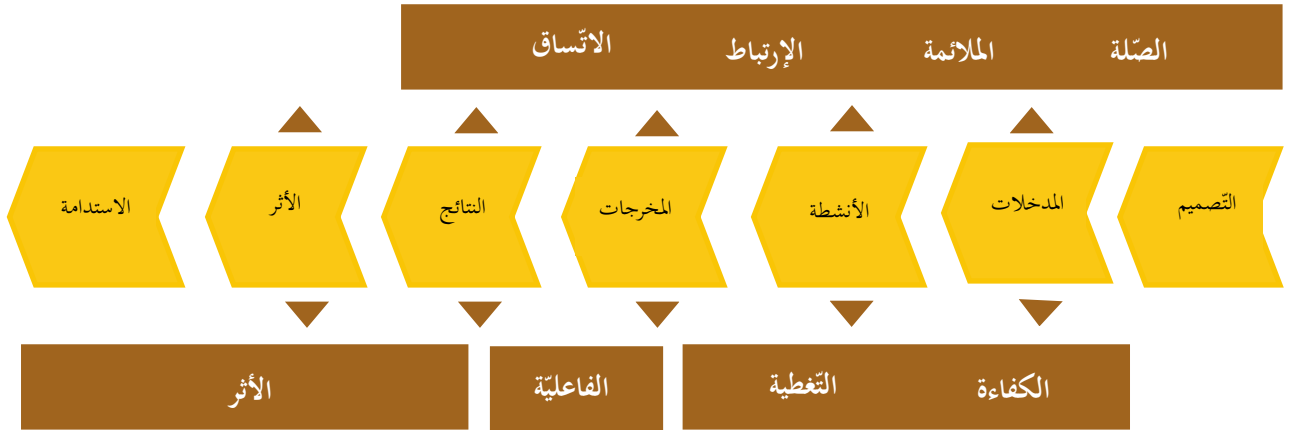 الصّلة الملائمة الإرتباط الاتّساق
التّصميم المدخلات الأنشطة المخرجات النتائج الأثر الاستدامة
الكفاءة التّغطية الفاعليّة الأثر